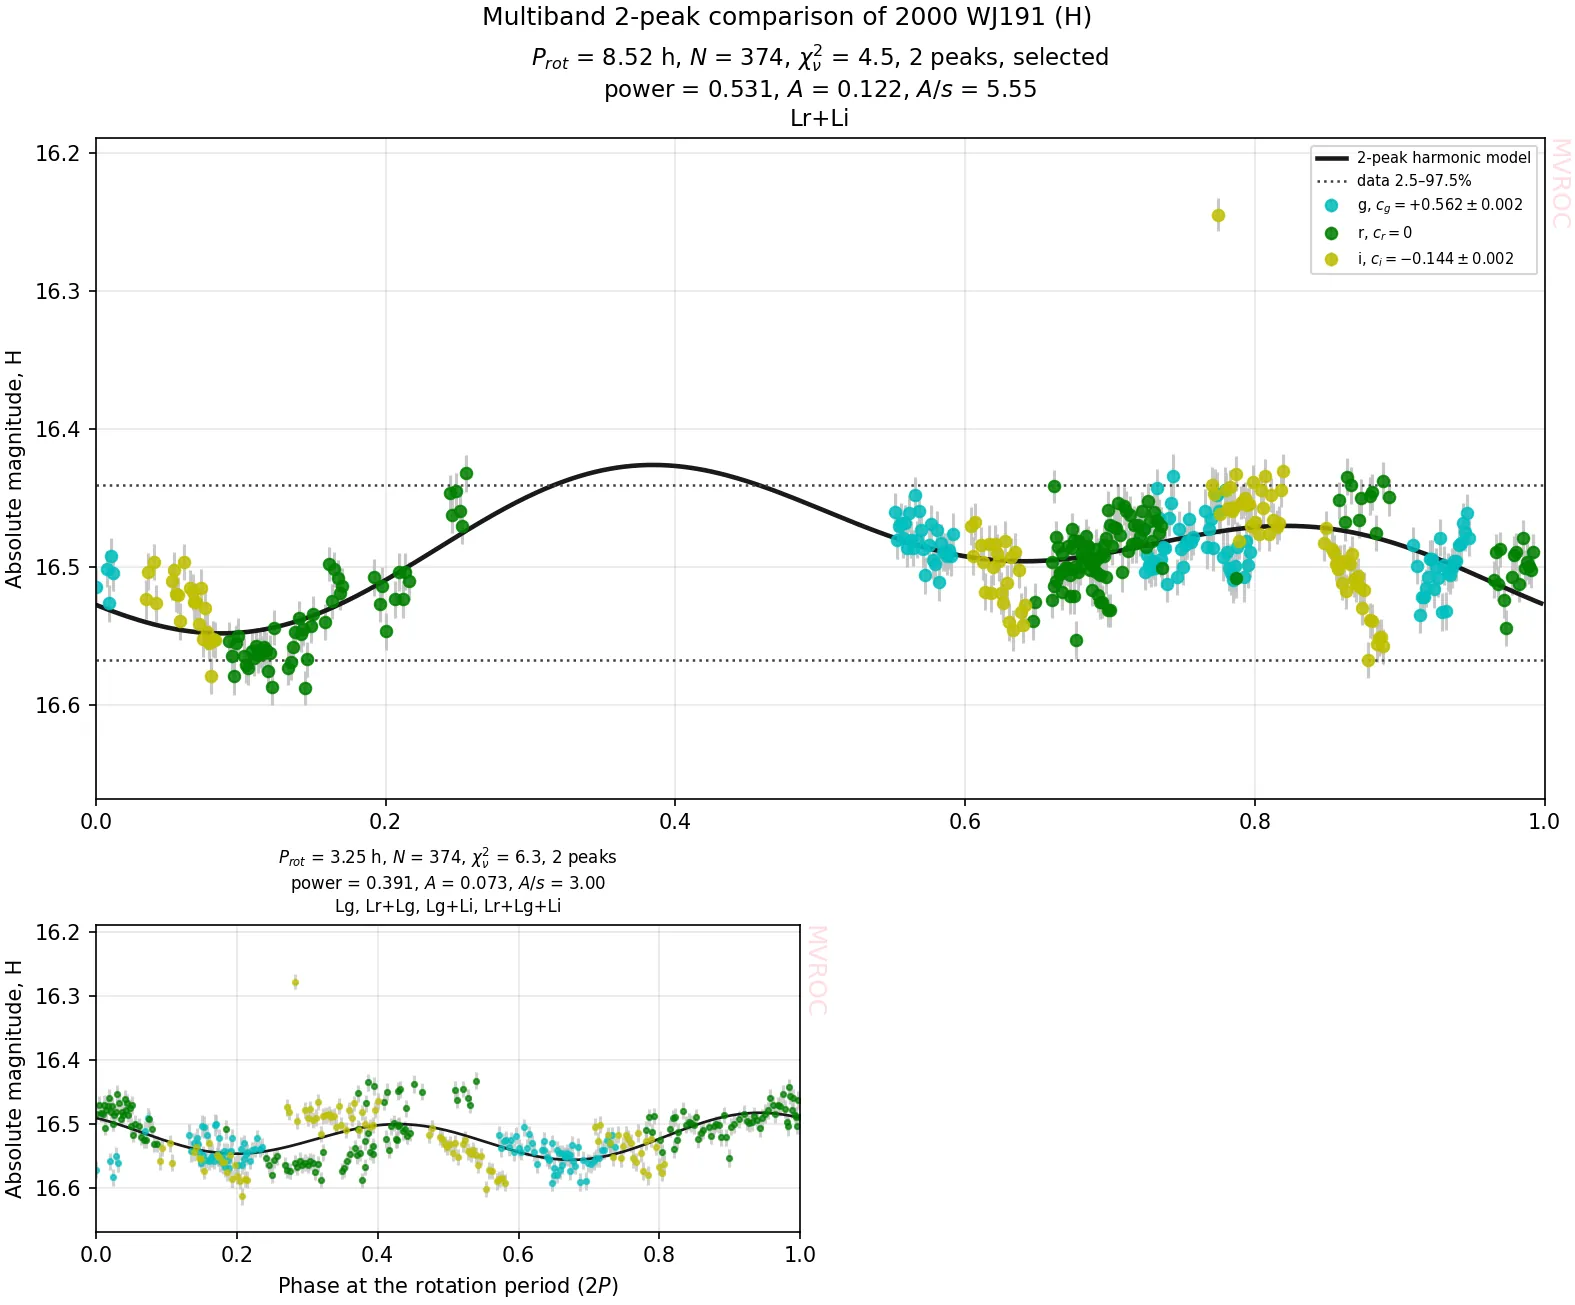 Multiband 2-peak comparison of 2000 WJ191 (H)
P_rot = 8.52 h, N = 374, χ²_ν = 4.5, 2 peaks, selected
power = 0.531, A = 0.122, A/s = 5.55
Lr+Li
16.2
16.3
16.4
16.5
16.6
Absolute magnitude, H
2-peak harmonic model
data 2.5–97.5%
g, c_g = +0.562 ± 0.002
r, c_r = 0
i, c_i = −0.144 ± 0.002
MVROC
0.0 0.2 0.4 0.6 0.8 1.0
P_rot = 3.25 h, N = 374, χ²_ν = 6.3, 2 peaks
power = 0.391, A = 0.073, A/s = 3.00
Lg, Lr+Lg, Lg+Li, Lr+Lg+Li
16.2
16.3
16.4
16.5
16.6
Absolute magnitude, H
MVROC
0.0 0.2 0.4 0.6 0.8 1.0
Phase at the rotation period (2P)